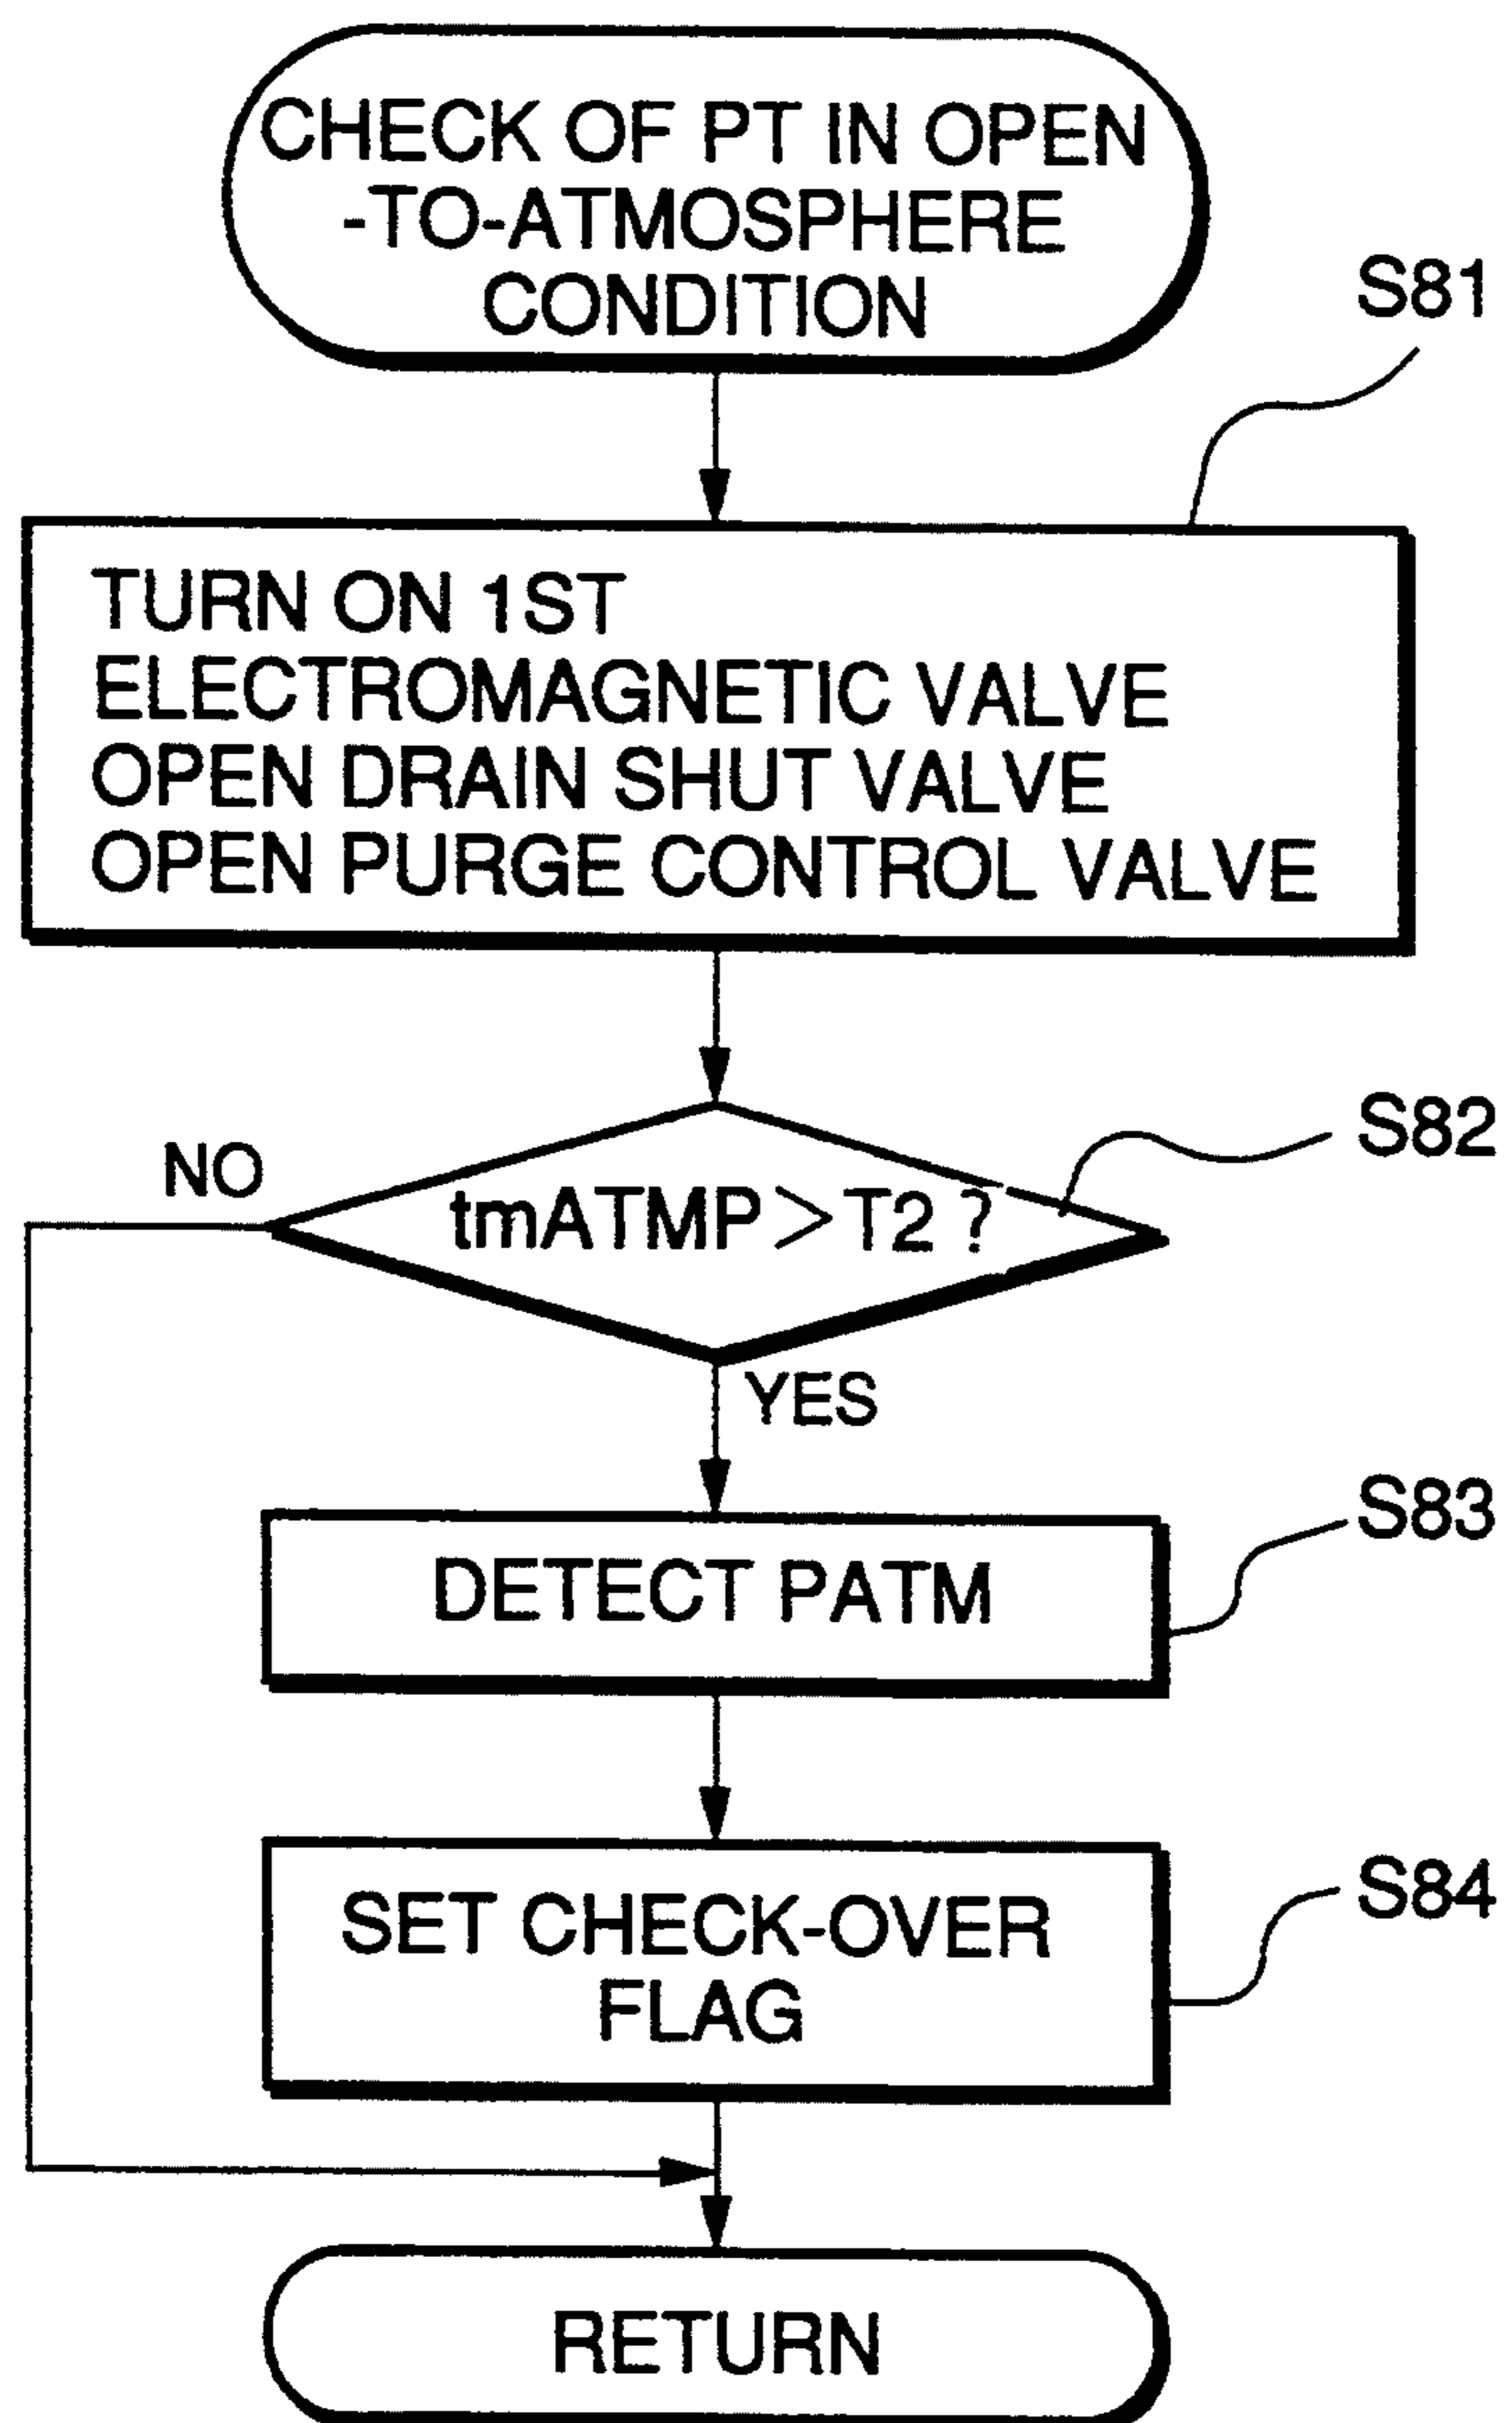 CHECK OF PT IN OPEN
-TO-ATMOSPHERE
CONDITION
S81
TURN ON 1ST
ELECTROMAGNETIC VALVE
OPEN DRAIN SHUT VALVE
OPEN PURGE CONTROL VALVE
S82
NO
tmATMP>T2 ?
YES
S83
DETECT PATM
S84
SET CHECK-OVER
FLAG
RETURN